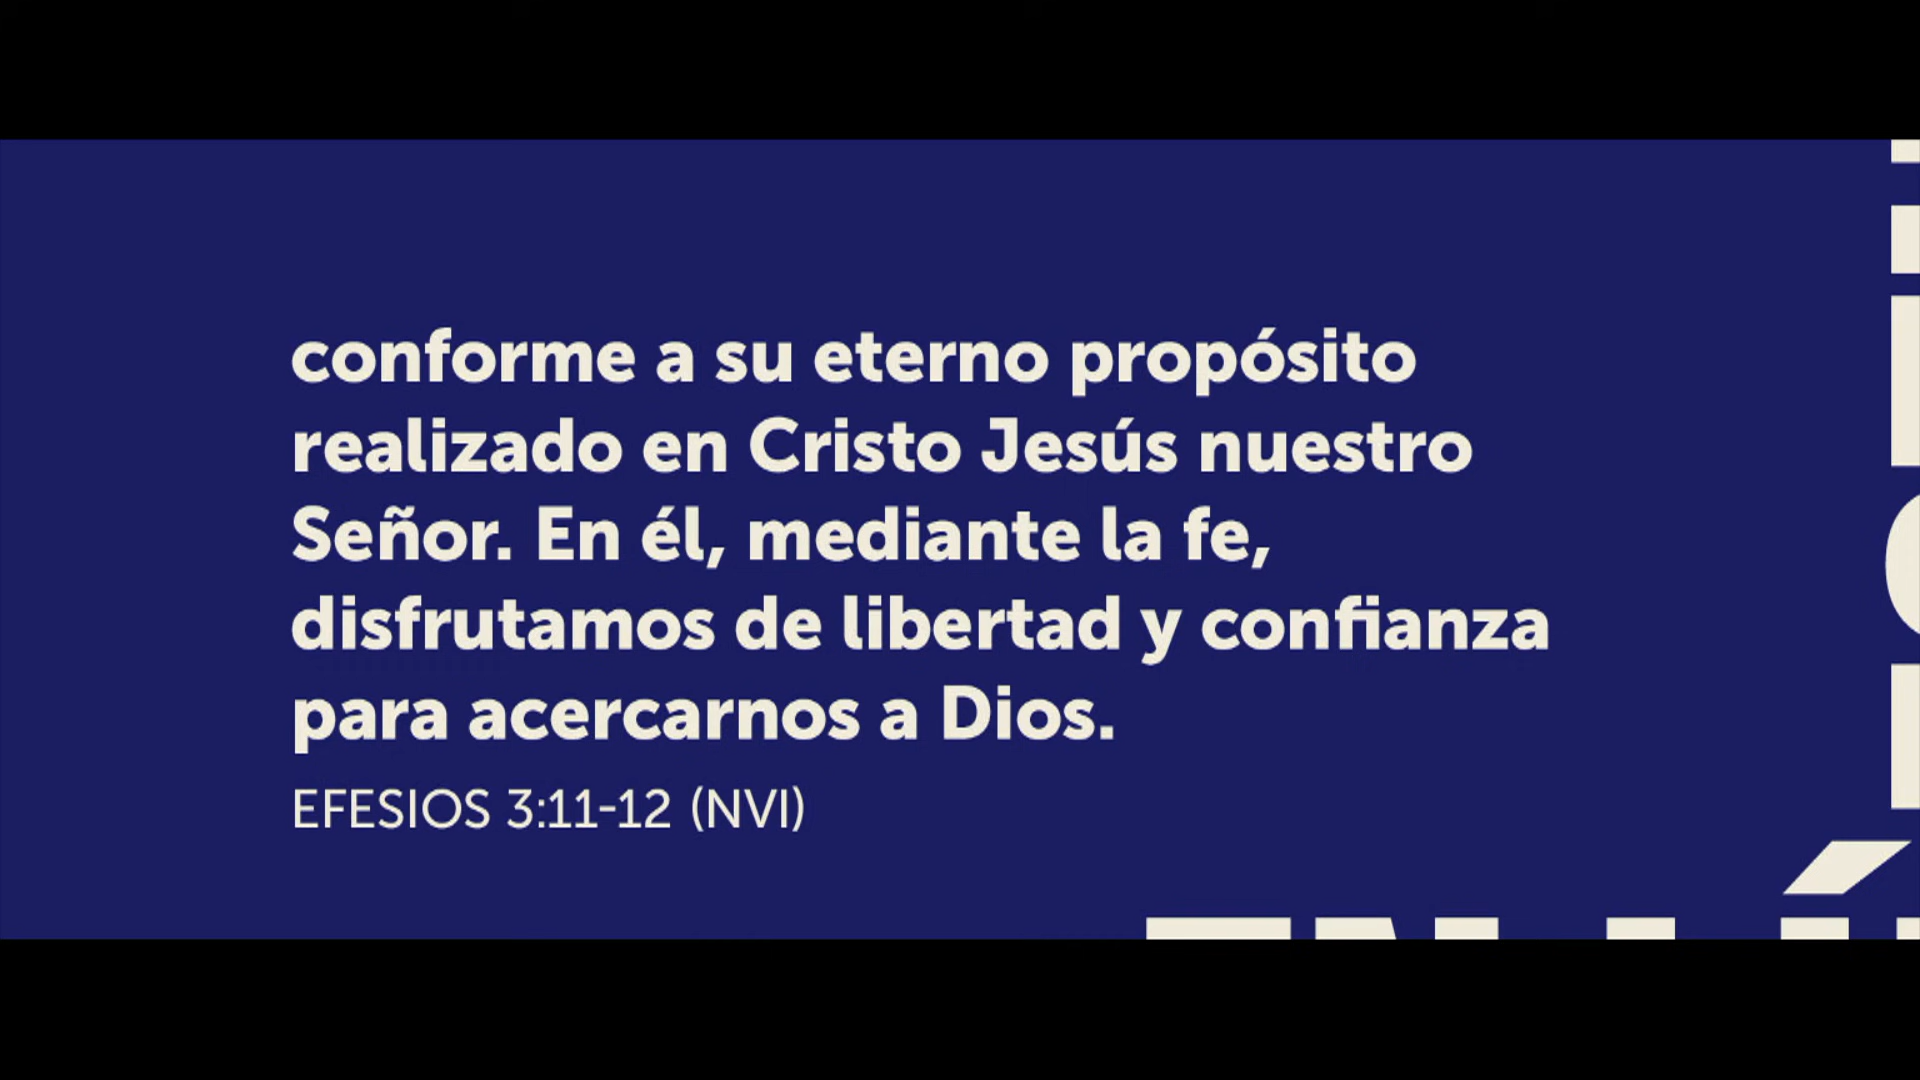 conforme a su eterno propósito
realizado en Cristo Jesús nuestro
Señor. En él, mediante la fe,
disfrutamos de libertad y confianza
para acercarnos a Dios.
EFESIOS 3:11-12 (NVI)